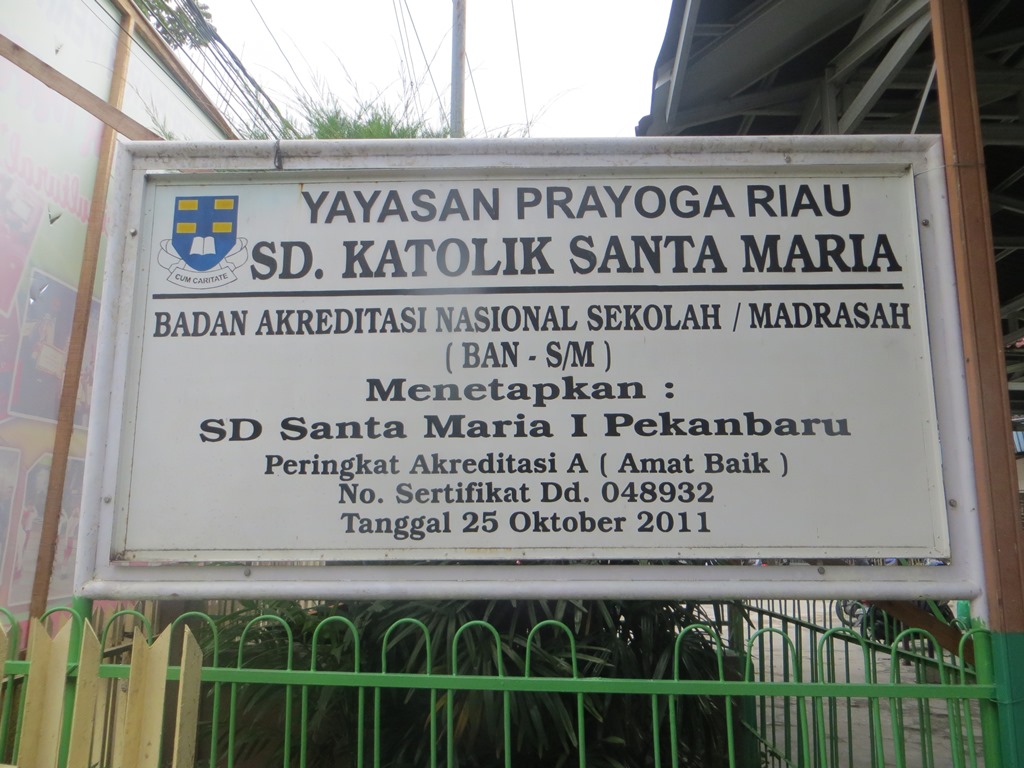 YAYASAN PRAYOGA RIAU
SD. KATOLIK SANTA MARIA
CUM CARITATE
BADAN AKREDITASI NASIONAL SEKOLAH / MADRASAH
( BAN - S/M )
Menetapkan :
SD Santa Maria I Pekanbaru
Peringkat Akreditasi A ( Amat Baik )
No. Sertifikat Dd. 048932
Tanggal 25 Oktober 2011